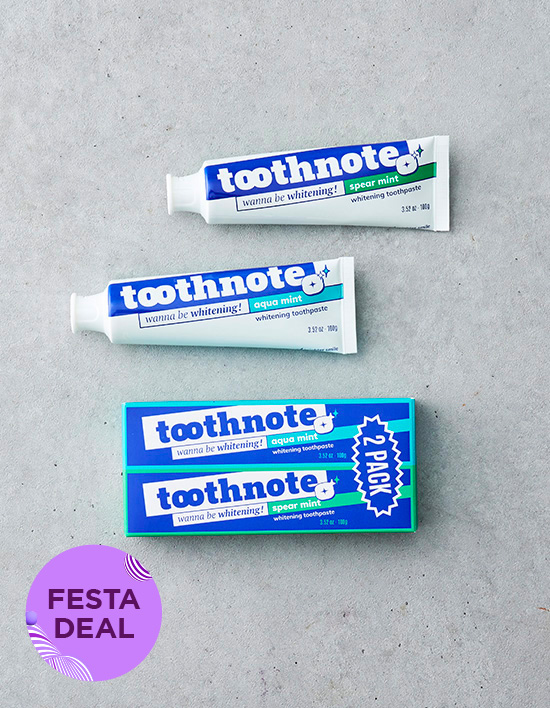 toothnote
wanna be whitening!
spear mint
whitening toothpaste
3.52 oz · 100g
toothnote
wanna be whitening!
aqua mint
whitening toothpaste
3.52 oz · 100g
toothnote
wanna be whitening!
aqua mint
whitening toothpaste
3.52 oz · 100g
2 PACK
toothnote
wanna be whitening!
spear mint
whitening toothpaste
3.52 oz · 100g
FESTA
DEAL